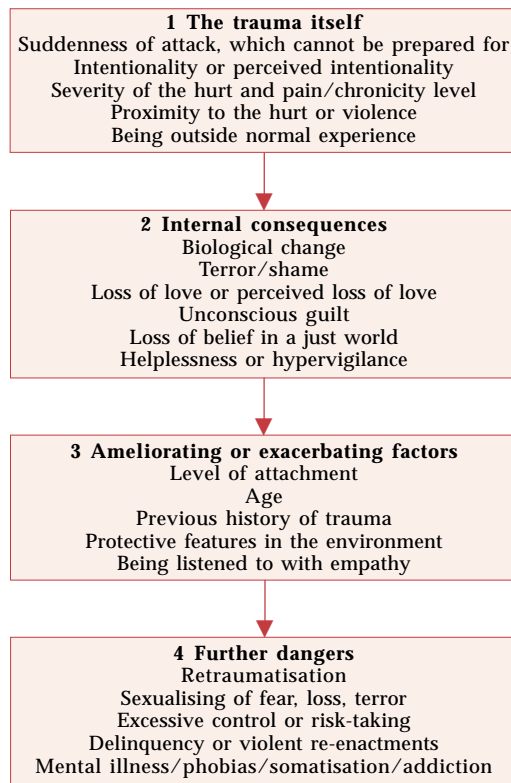 1 The trauma itself
Suddenness of attack, which cannot be prepared for
Intentionality or perceived intentionality
Severity of the hurt and pain/chronicity level
Proximity to the hurt or violence
Being outside normal experience
2 Internal consequences
Biological change
Terror/shame
Loss of love or perceived loss of love
Unconscious guilt
Loss of belief in a just world
Helplessness or hypervigilance
3 Ameliorating or exacerbating factors
Level of attachment
Age
Previous history of trauma
Protective features in the environment
Being listened to with empathy
4 Further dangers
Retraumatisation
Sexualising of fear, loss, terror
Excessive control or risk-taking
Delinquency or violent re-enactments
Mental illness/phobias/somatisation/addiction